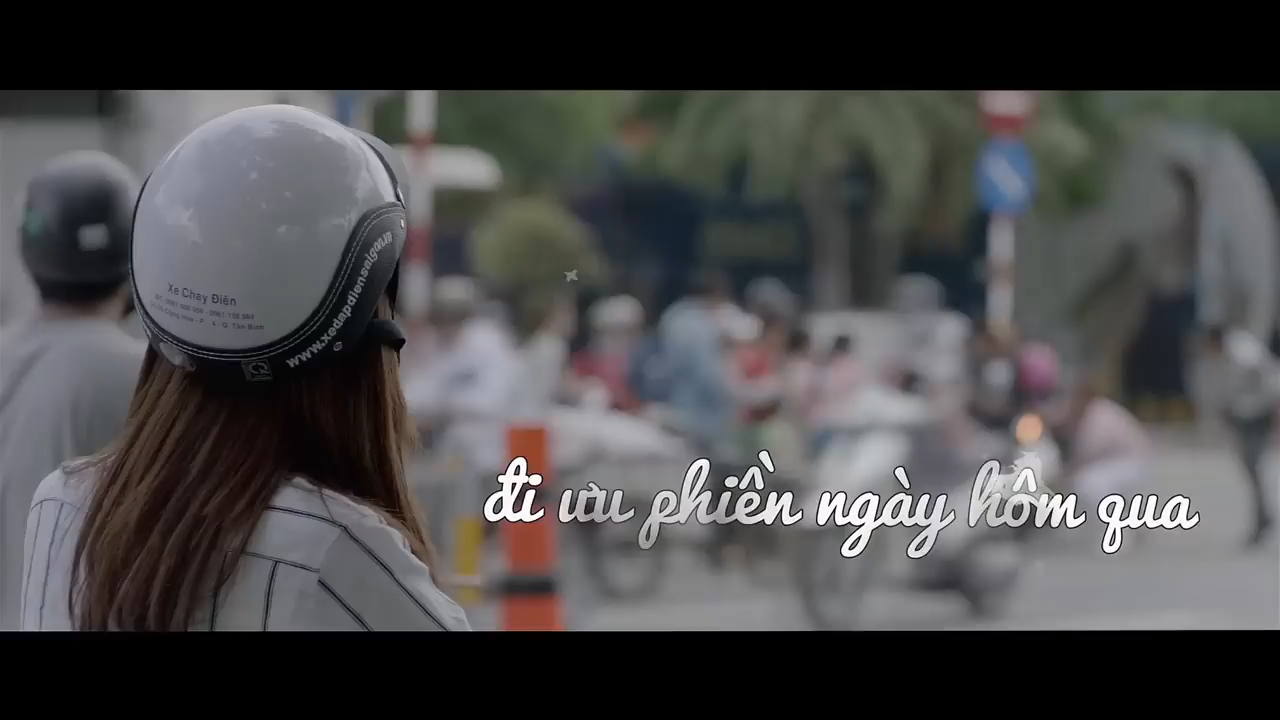 Xe Chạy Điện
www.xedapdiensaigon.vn
đi ưu phiền ngày hôm qua